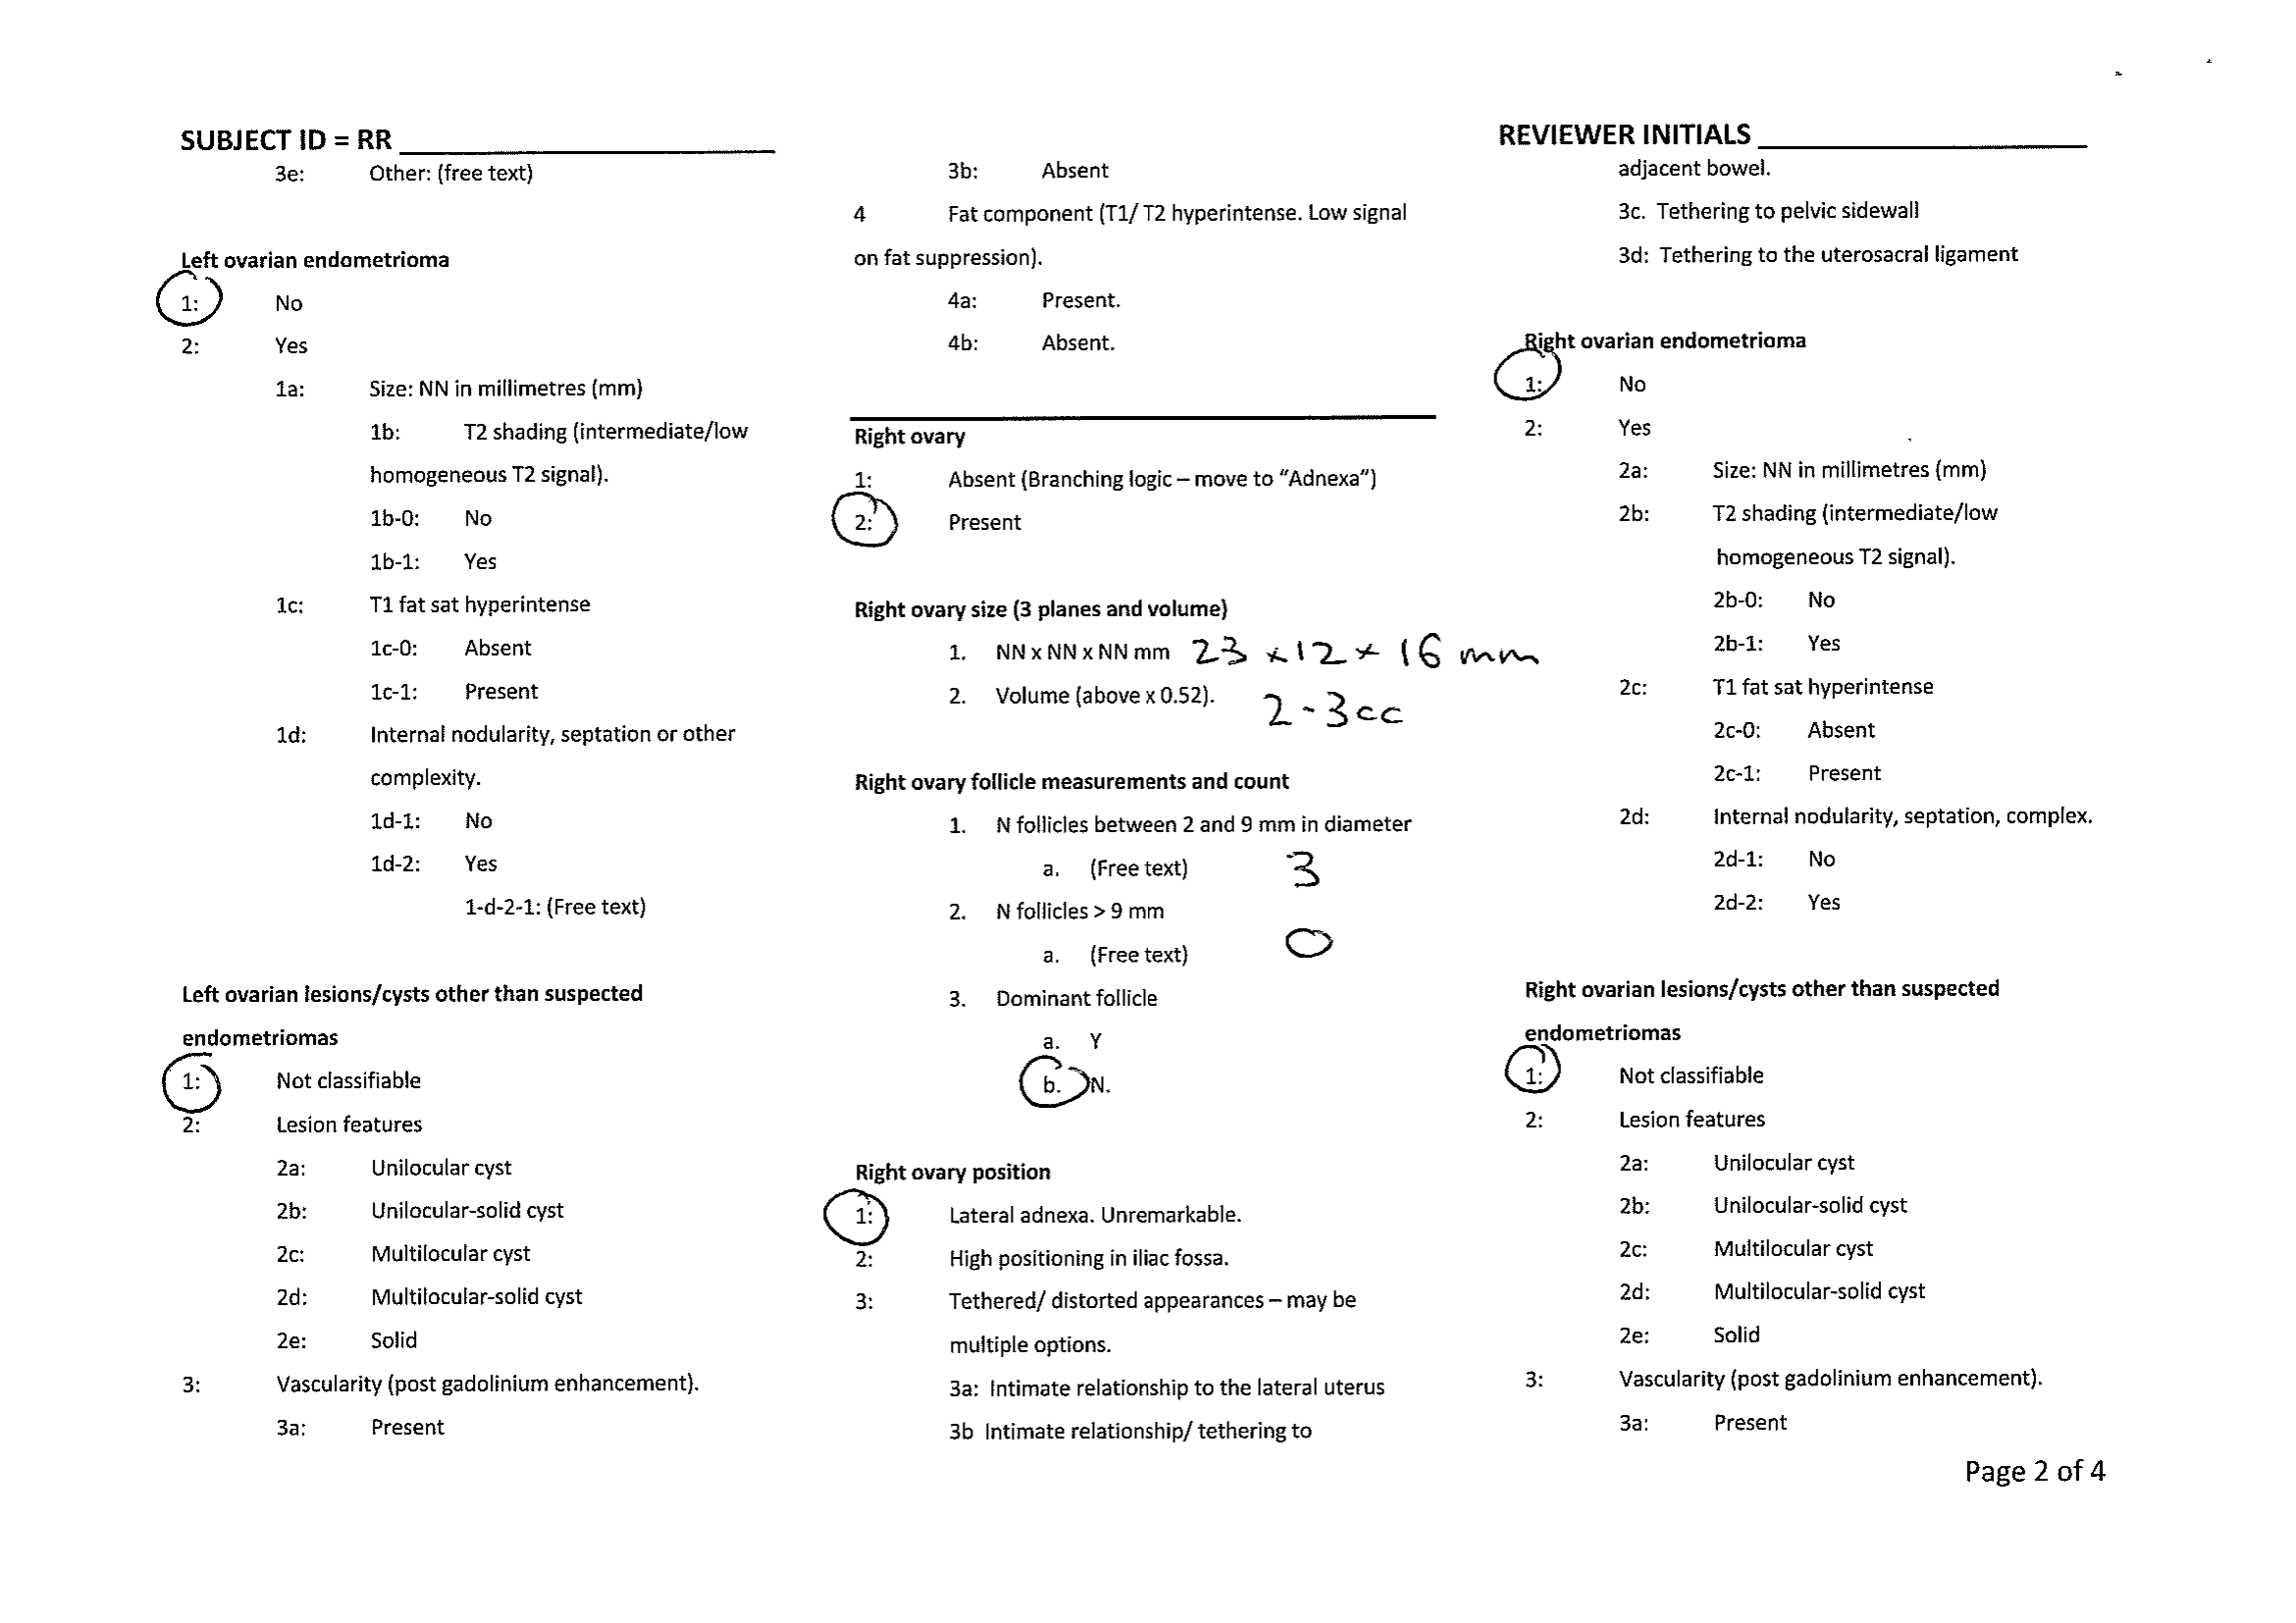 SUBJECT ID = RR
3e: Other: (free text)
Left ovarian endometrioma
1: No
2: Yes
1a: Size: NN in millimetres (mm)
1b: T2 shading (intermediate/low
homogeneous T2 signal).
1b-0: No
1b-1: Yes
1c: T1 fat sat hyperintense
1c-0: Absent
1c-1: Present
1d: Internal nodularity, septation or other
complexity.
1d-1: No
1d-2: Yes
1-d-2-1: (Free text)
Left ovarian lesions/cysts other than suspected
endometriomas
1: Not classifiable
2: Lesion features
2a: Unilocular cyst
2b: Unilocular-solid cyst
2c: Multilocular cyst
2d: Multilocular-solid cyst
2e: Solid
3: Vascularity (post gadolinium enhancement).
3a: Present
3b: Absent
4 Fat component (T1/ T2 hyperintense. Low signal
on fat suppression).
4a: Present.
4b: Absent.
Right ovary
1: Absent (Branching logic – move to “Adnexa”)
2: Present
Right ovary size (3 planes and volume)
1. NN x NN x NN mm 23 x 12 x 16 mm
2. Volume (above x 0.52). 2-3cc
Right ovary follicle measurements and count
1. N follicles between 2 and 9 mm in diameter
a. (Free text) 3
2. N follicles > 9 mm
a. (Free text) 0
3. Dominant follicle
a. Y
b. N.
Right ovary position
1: Lateral adnexa. Unremarkable.
2: High positioning in iliac fossa.
3: Tethered/ distorted appearances – may be
multiple options.
3a: Intimate relationship to the lateral uterus
3b Intimate relationship/ tethering to
REVIEWER INITIALS
adjacent bowel.
3c. Tethering to pelvic sidewall
3d: Tethering to the uterosacral ligament
Right ovarian endometrioma
1: No
2: Yes
2a: Size: NN in millimetres (mm)
2b: T2 shading (intermediate/low
homogeneous T2 signal).
2b-0: No
2b-1: Yes
2c: T1 fat sat hyperintense
2c-0: Absent
2c-1: Present
2d: Internal nodularity, septation, complex.
2d-1: No
2d-2: Yes
Right ovarian lesions/cysts other than suspected
endometriomas
1: Not classifiable
2: Lesion features
2a: Unilocular cyst
2b: Unilocular-solid cyst
2c: Multilocular cyst
2d: Multilocular-solid cyst
2e: Solid
3: Vascularity (post gadolinium enhancement).
3a: Present
Page 2 of 4